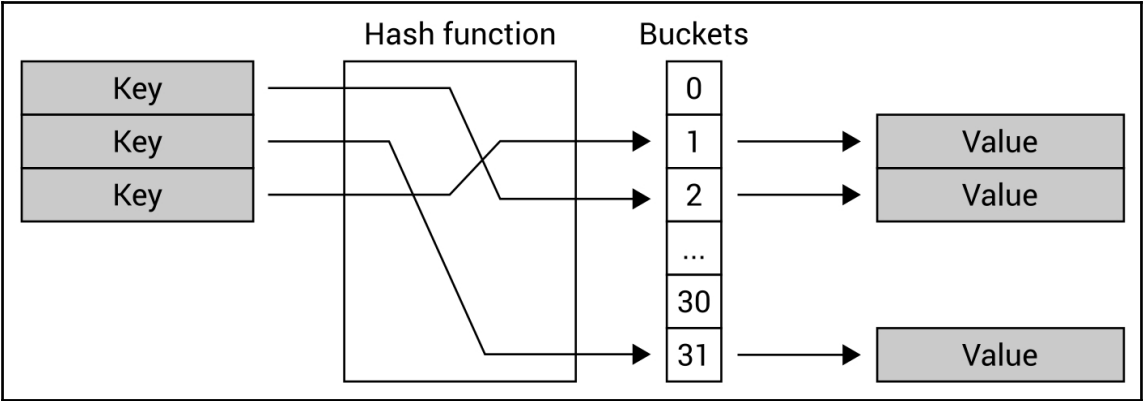 Hash function
Buckets
Key
Key
Key
0
1
2
...
30
31
Value
Value
Value